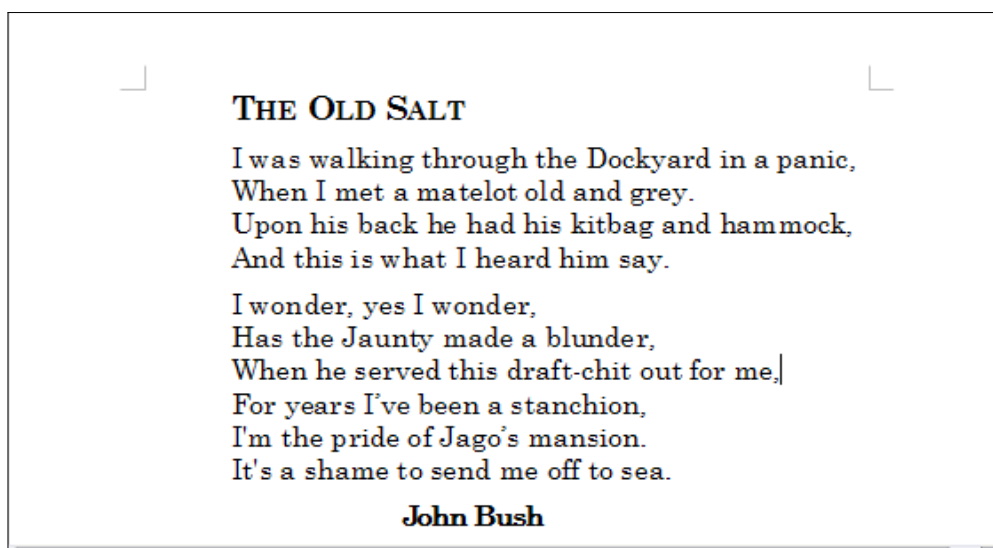 THE OLD SALT
I was walking through the Dockyard in a panic,
When I met a matelot old and grey.
Upon his back he had his kitbag and hammock,
And this is what I heard him say.
I wonder, yes I wonder,
Has the Jaunty made a blunder,
When he served this draft-chit out for me,
For years I’ve been a stanchion,
I'm the pride of Jago’s mansion.
It's a shame to send me off to sea.
John Bush